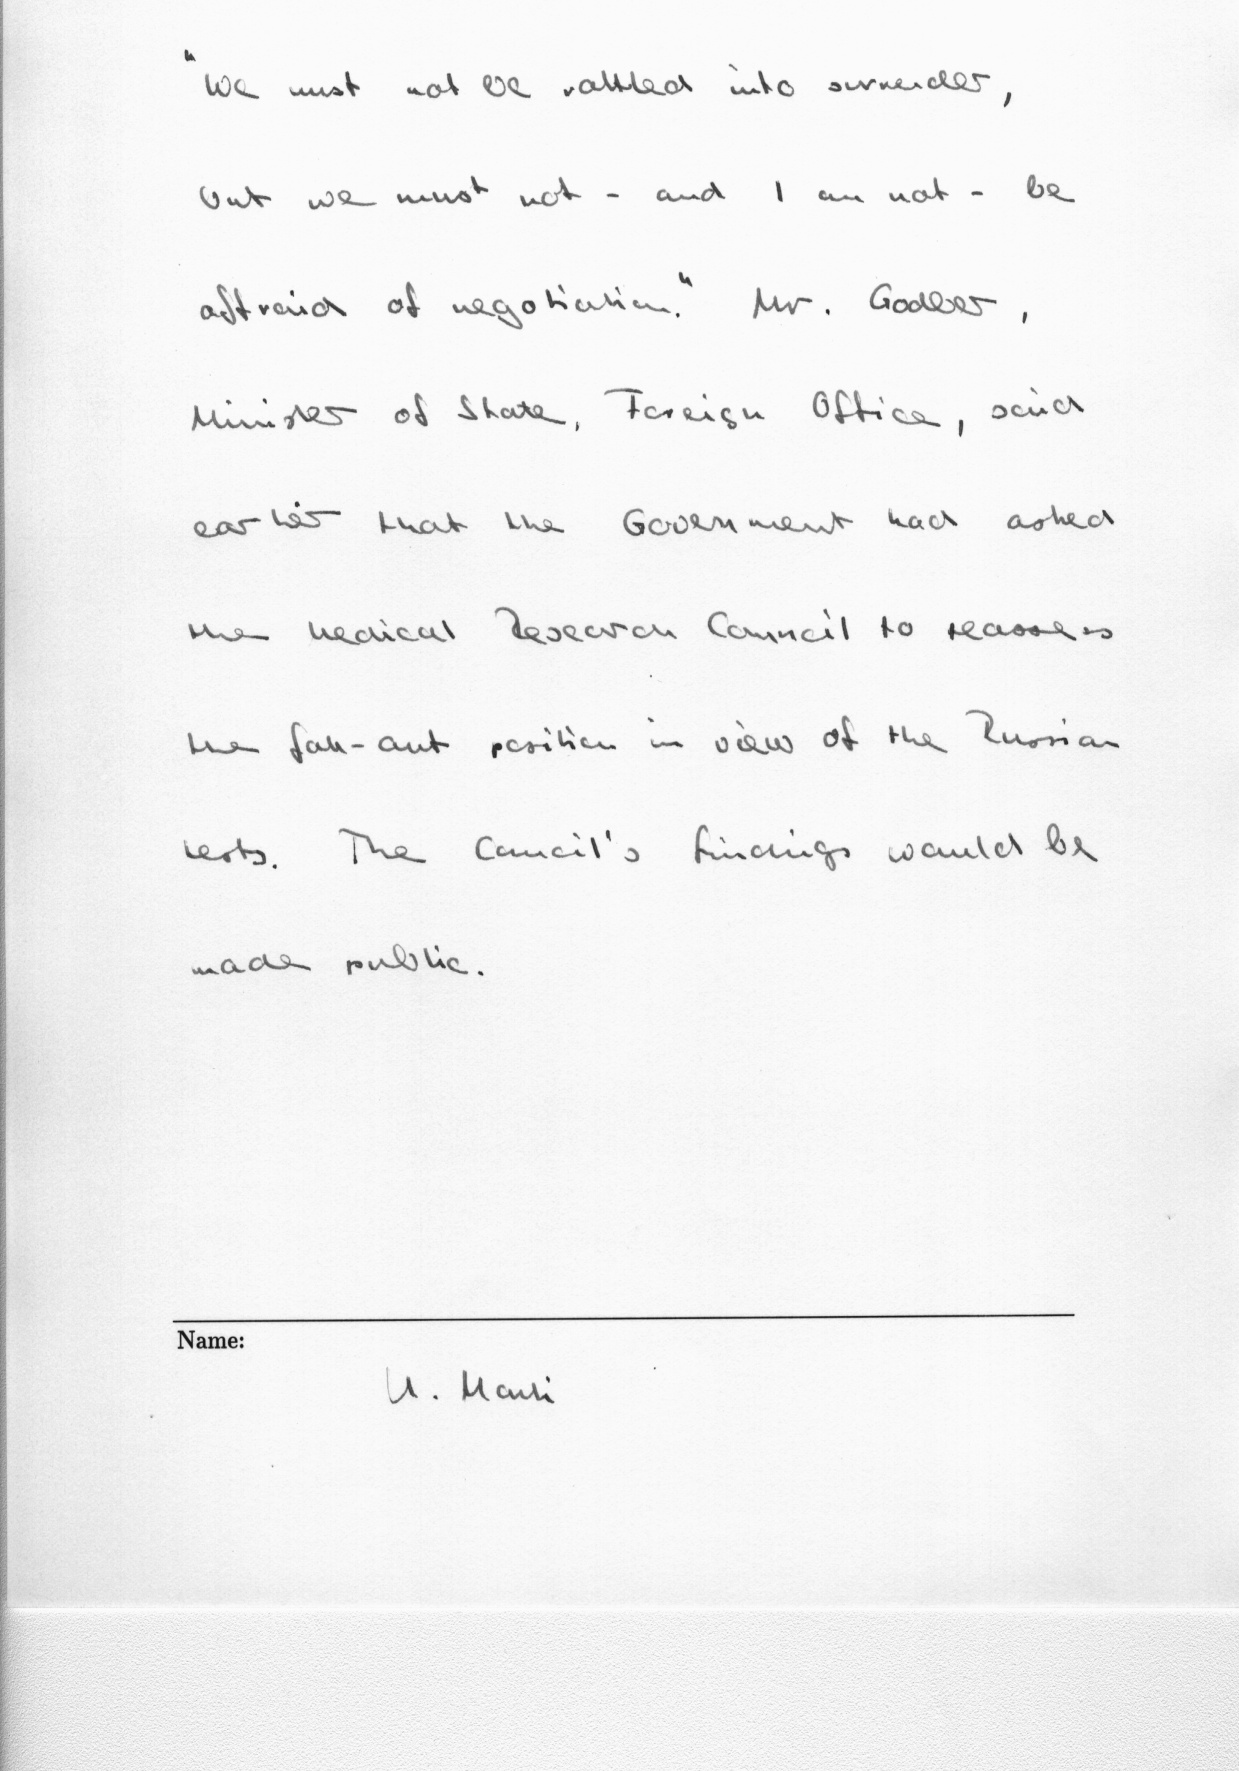 "We must not be rattled into surrender,
but we must not - and I am not - be
afraid of negotiation." Mr. Godber,
Minister of State, Foreign Office, said
earlier that the Government had asked
the Medical Research Council to reassess
the fall-out position in view of the Russian
tests. The Council's findings would be
made public.
Name:
U. Marti